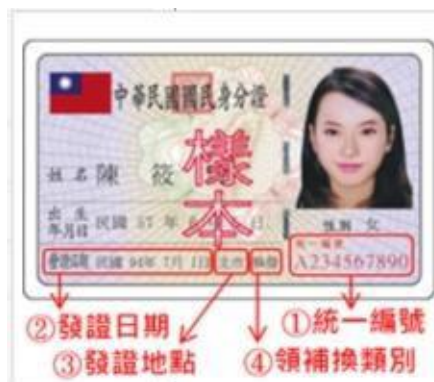 中華民國國民身分證
樣本
姓名 陳 筱
出生年月日 民國 57 年
性別 女
統一編號
A234567890
發證日期 民國 94年 7月 1日 北市 換發
①統一編號
②發證日期
③發證地點
④領補換類別